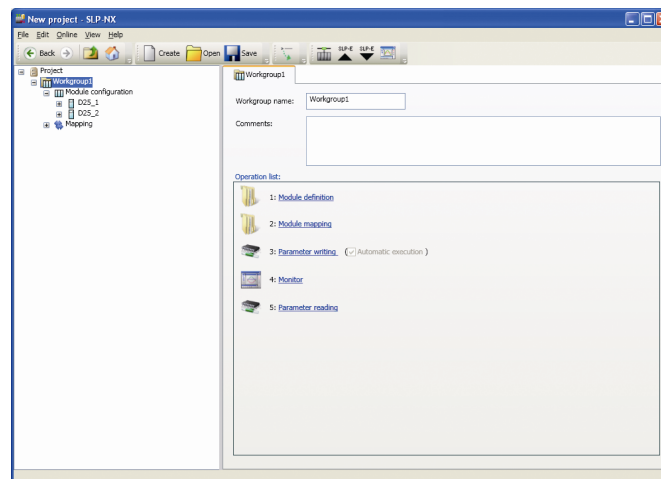 New project - SLP-NX
File Edit Online View Help
Back Create Open Save SLP-E SLP-E
Project
Workgroup1
Module configuration
D25_1
D25_2
Mapping
Workgroup1
Workgroup name: Workgroup1
Comments:
Operation list:
1: Module definition
2: Module mapping
3: Parameter writing ( Automatic execution )
4: Monitor
5: Parameter reading